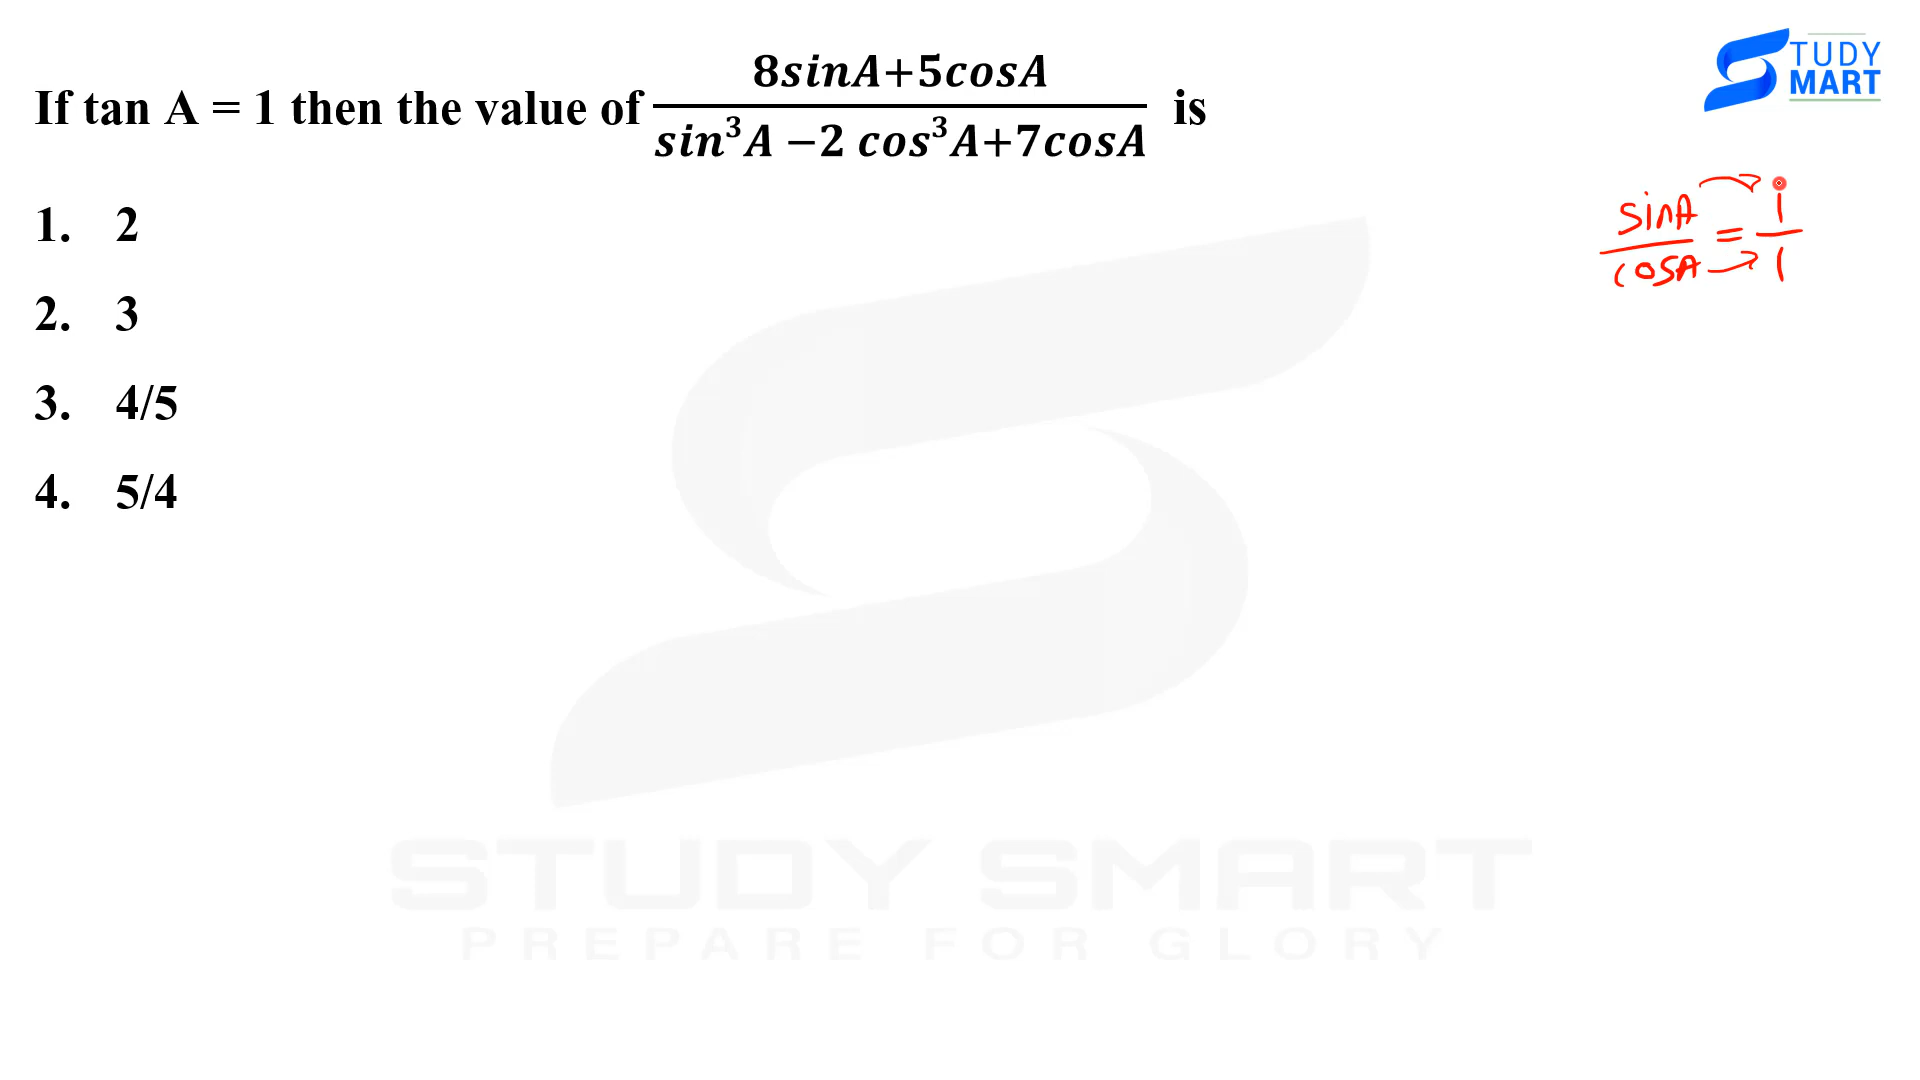 If tan A = 1 then the value of (8sinA+5cosA)/(sin³A −2 cos³A+7cosA) is
1. 2
2. 3
3. 4/5
4. 5/4
STUDY
MART
sinA/cosA = 1/1
STUDY SMART
PREPARE FOR GLORY